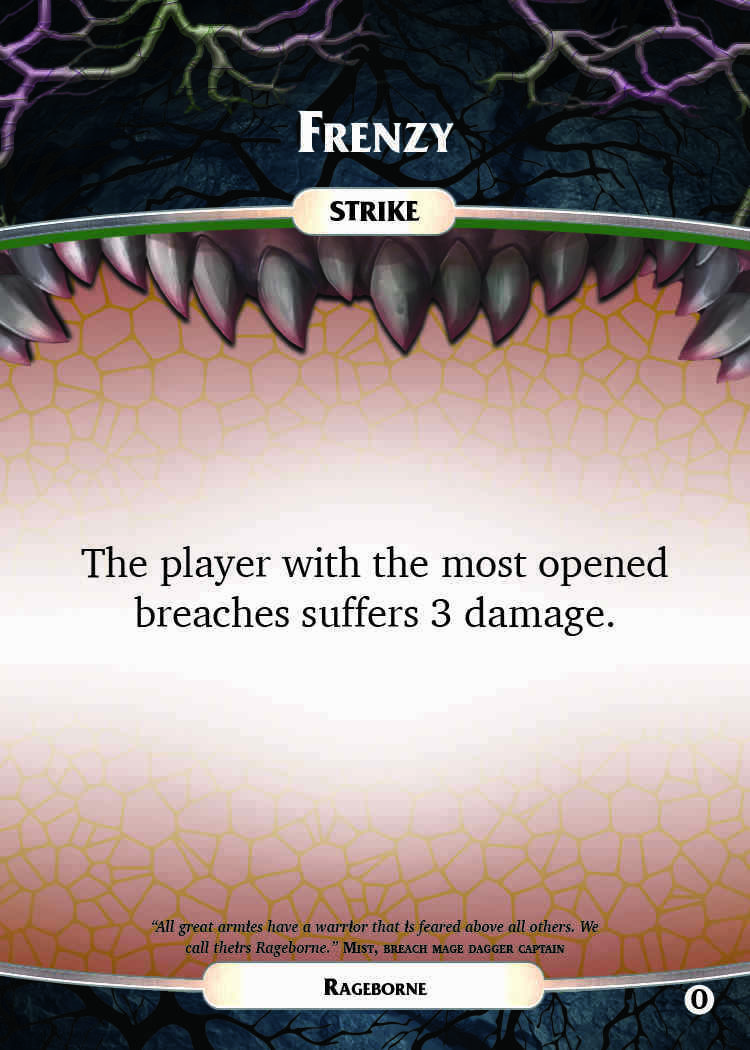 Frenzy
STRIKE
The player with the most opened
breaches suffers 3 damage.
“All great armies have a warrior that is feared above all others. We
call theirs Rageborne.” Mist, breach mage dagger captain
Rageborne
0